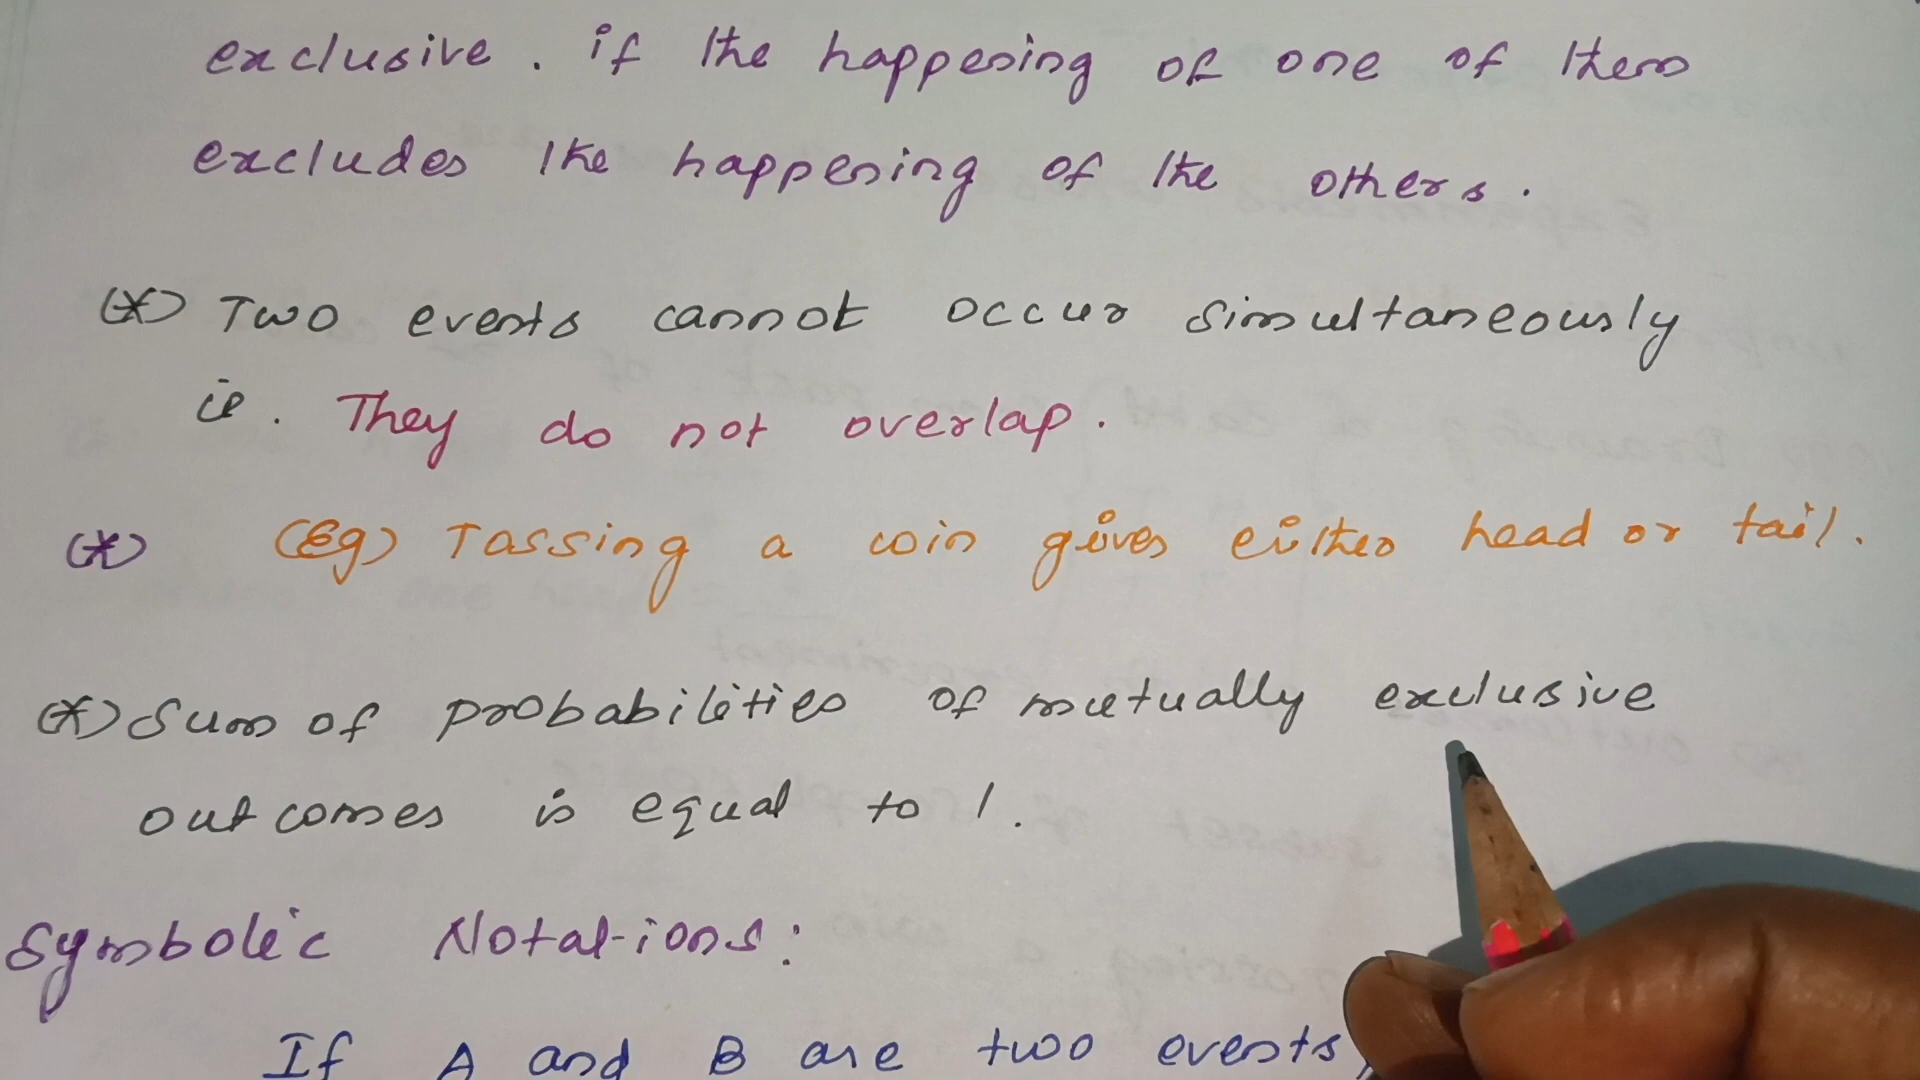 exclusive. if the happening of one of them
excludes the happening of the others.
(*) Two events cannot occur simultaneously
ie. They do not overlap.
(*) (Eg) Tassing a coin gives either head or tail.
(*) Sum of probabilities of mutually exclusive
outcomes is equal to 1.
Symbolic Notations:
If A and B are two events,